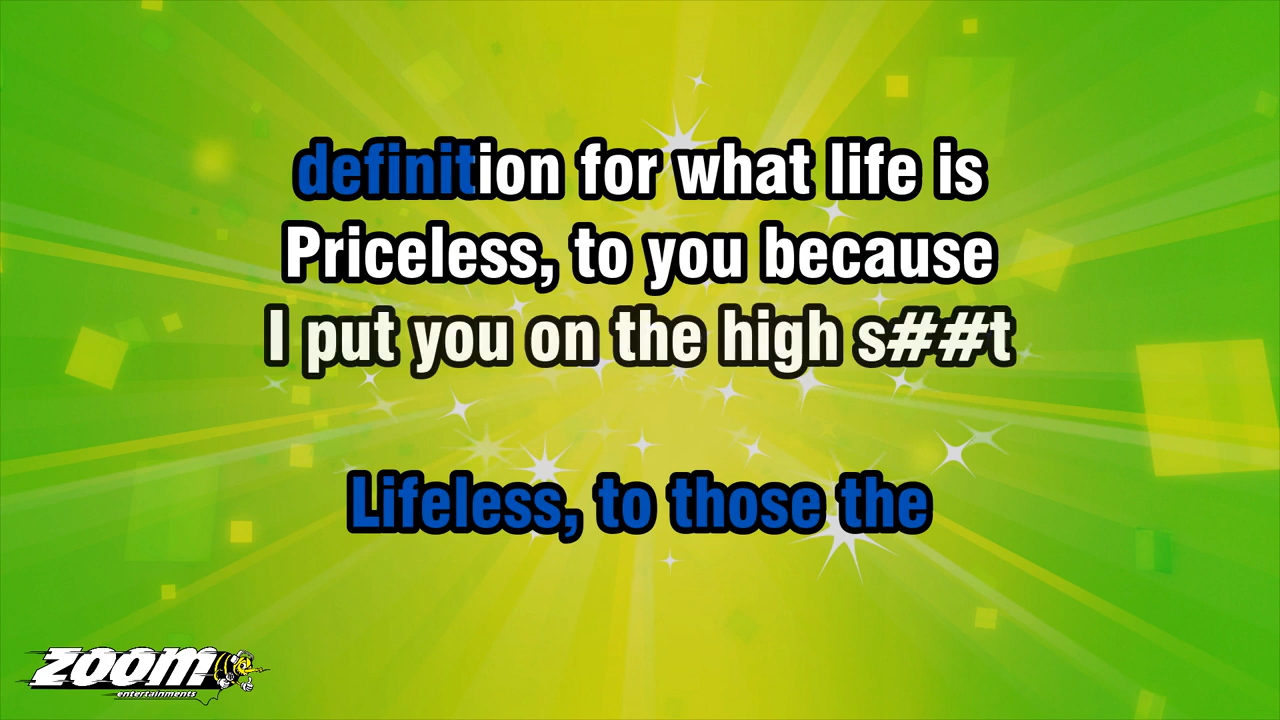 definition for what life is
Priceless, to you because
I put you on the high s##t
Lifeless, to those the
zoom
entertainments